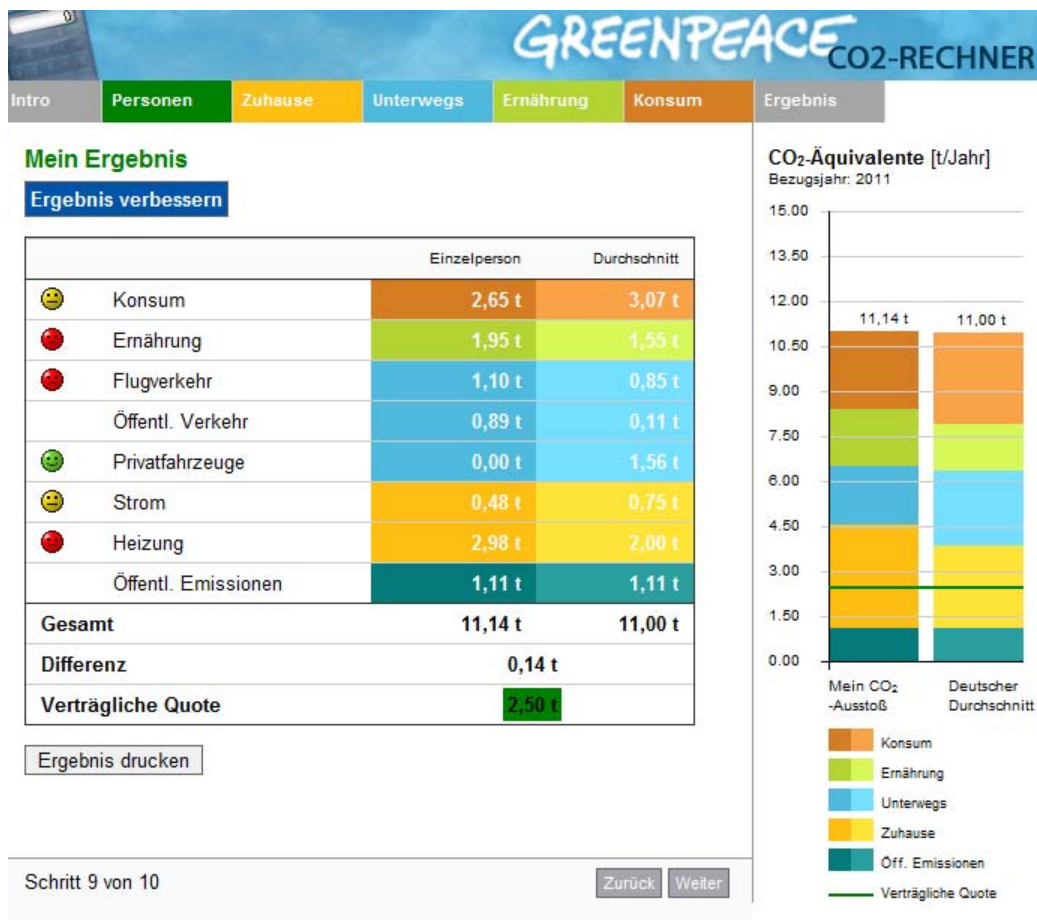 0)
GREENPEACE
CO2-RECHNER
Intro Personen Zuhause Unterwegs Ernährung Konsum Ergebnis
Mein Ergebnis
Ergebnis verbessern
Einzelperson Durchschnitt
Konsum 2,65 t 3,07 t
Ernährung 1,95 t 1,55 t
Flugverkehr 1,10 t 0,85 t
Öffentl. Verkehr 0,89 t 0,11 t
Privatfahrzeuge 0,00 t 1,56 t
Strom 0,48 t 0,75 t
Heizung 2,98 t 2,00 t
Öffentl. Emissionen 1,11 t 1,11 t
Gesamt 11,14 t 11,00 t
Differenz 0,14 t
Verträgliche Quote 2,50 t
Ergebnis drucken
Schritt 9 von 10
Zurück Weiter
CO₂-Äquivalente [t/Jahr]
Bezugsjahr: 2011
15.00
13.50
12.00
11,14 t 11,00 t
10.50
9.00
7.50
6.00
4.50
3.00
1.50
0.00
Mein CO₂
-Ausstoß
Deutscher
Durchschnitt
Konsum
Ernährung
Unterwegs
Zuhause
Öff. Emissionen
Verträgliche Quote